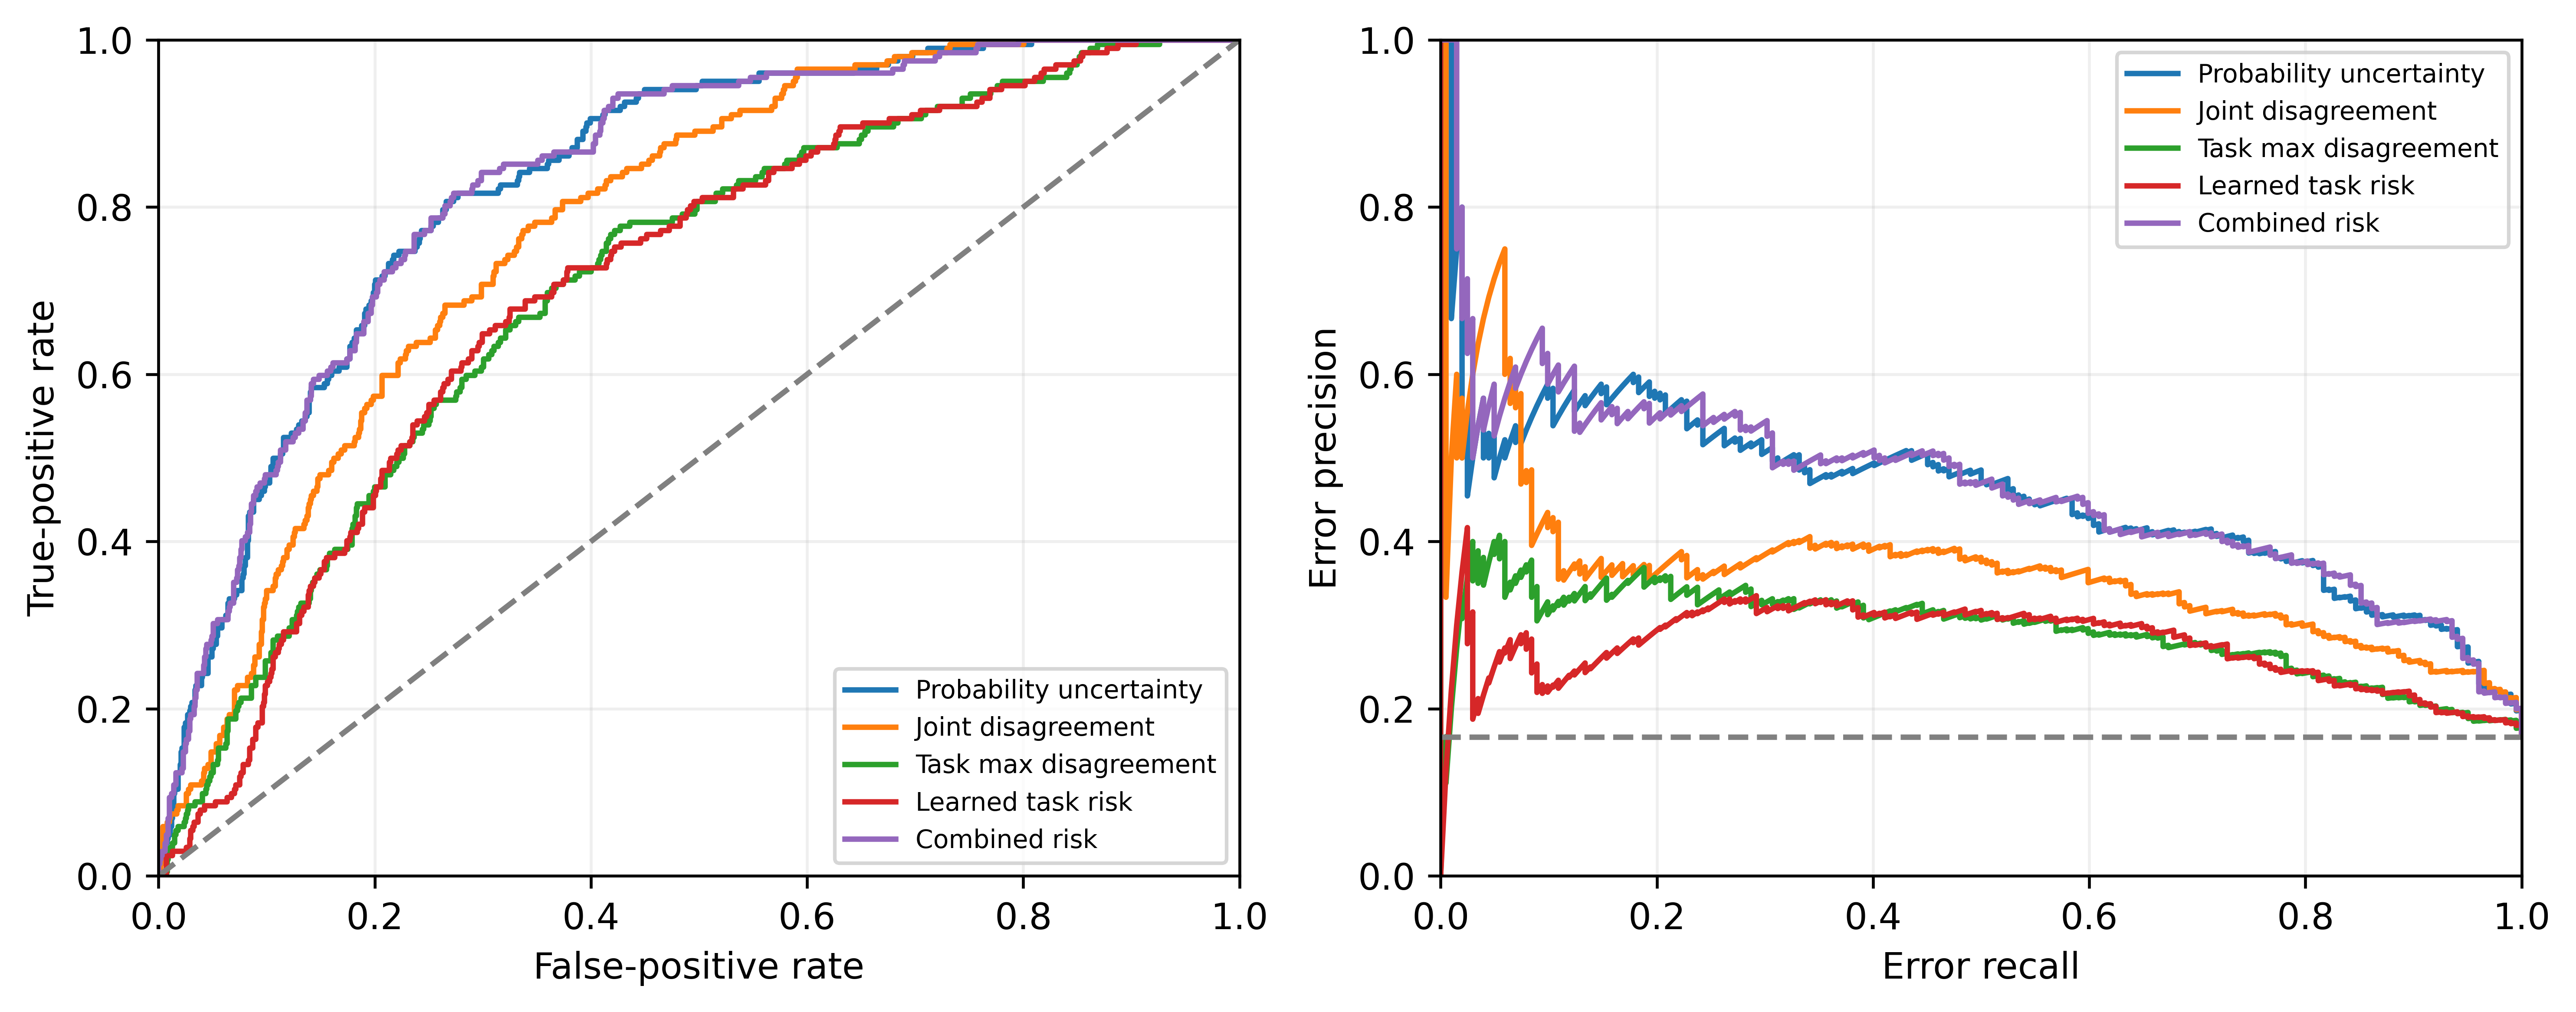 1.0
0.8
0.6
0.4
0.2
0.0
True-positive rate
0.0 0.2 0.4 0.6 0.8 1.0
False-positive rate
Probability uncertainty
Joint disagreement
Task max disagreement
Learned task risk
Combined risk
1.0
0.8
0.6
0.4
0.2
0.0
Error precision
0.0 0.2 0.4 0.6 0.8 1.0
Error recall
Probability uncertainty
Joint disagreement
Task max disagreement
Learned task risk
Combined risk